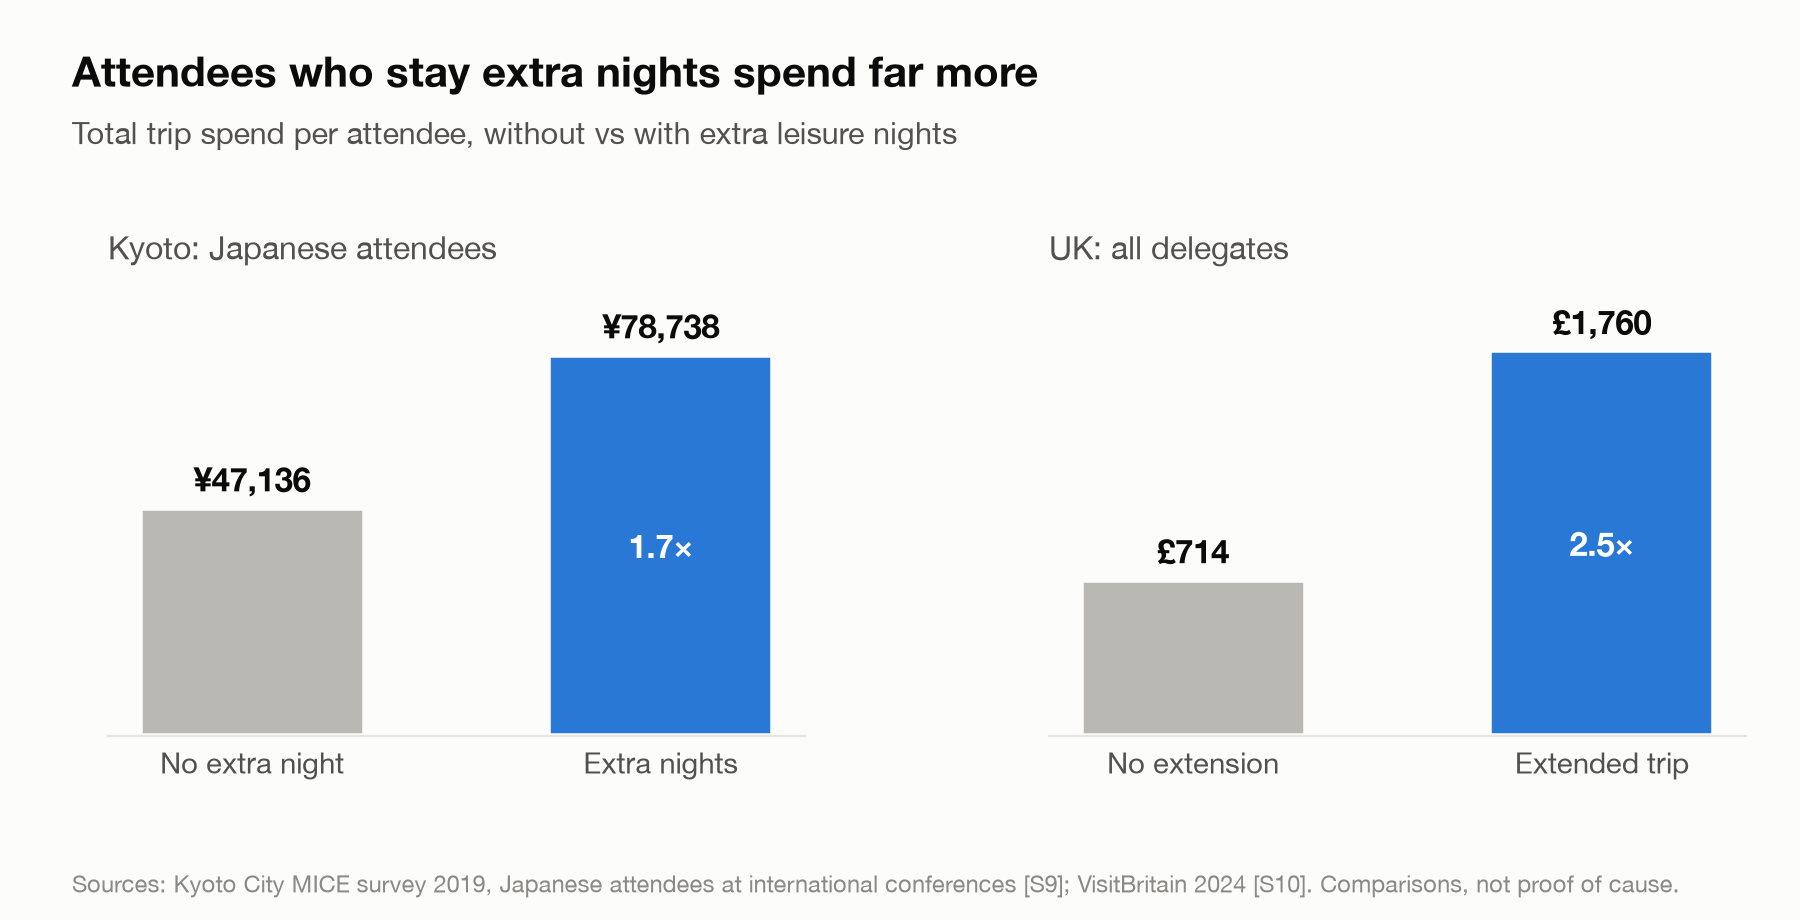 Attendees who stay extra nights spend far more
Total trip spend per attendee, without vs with extra leisure nights
Kyoto: Japanese attendees
¥47,136
¥78,738
1.7×
No extra night
Extra nights
UK: all delegates
£714
£1,760
2.5×
No extension
Extended trip
Sources: Kyoto City MICE survey 2019, Japanese attendees at international conferences [S9]; VisitBritain 2024 [S10]. Comparisons, not proof of cause.